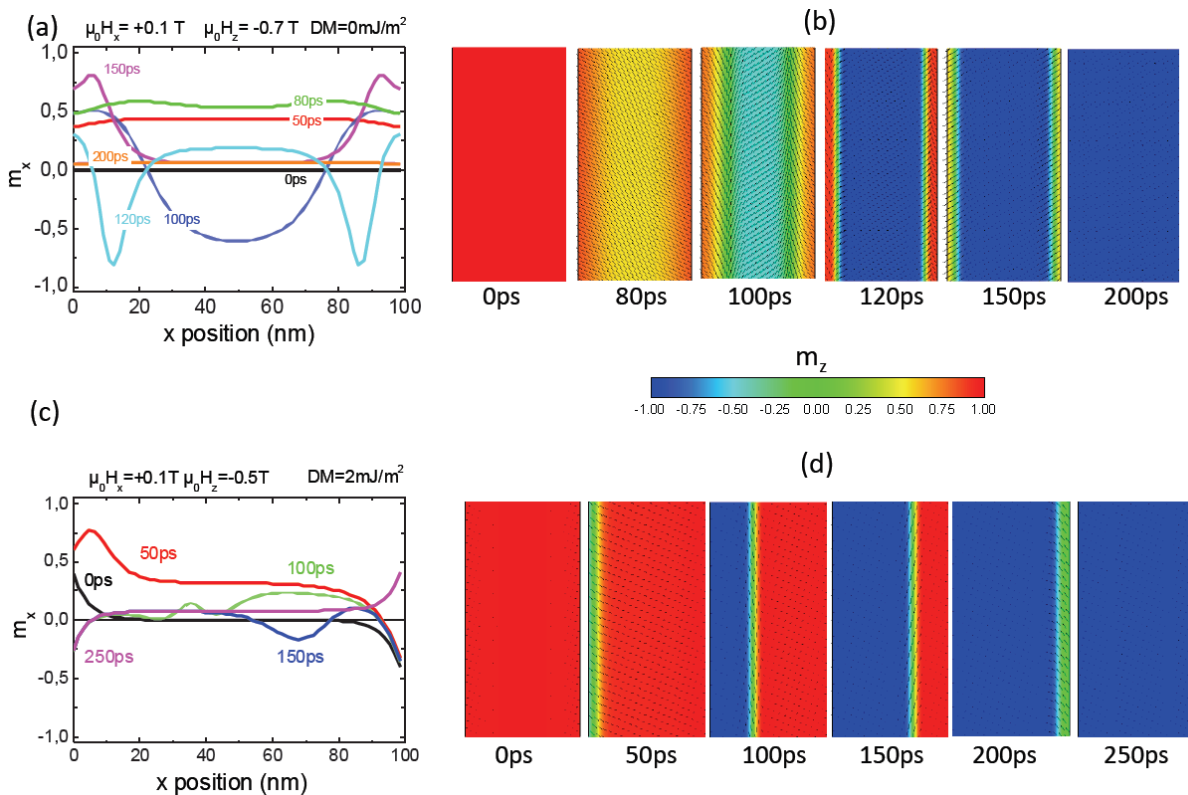 (a)
μ₀Hₓ= +0.1 T μ₀H_z= -0.7 T DM=0mJ/m²
1,0
0,5
0,0
-0,5
-1,0
mₓ
150ps
80ps
50ps
200ps
0ps
120ps
100ps
0 20 40 60 80 100
x position (nm)
(b)
0ps 80ps 100ps 120ps 150ps 200ps
m_z
-1.00 -0.75 -0.50 -0.25 0.00 0.25 0.50 0.75 1.00
(c)
μ₀Hₓ=+0.1T μ₀H_z=-0.5T DM=2mJ/m²
1,0
0,5
0,0
-0,5
-1,0
mₓ
50ps
0ps
100ps
250ps
150ps
0 20 40 60 80 100
x position (nm)
(d)
0ps 50ps 100ps 150ps 200ps 250ps